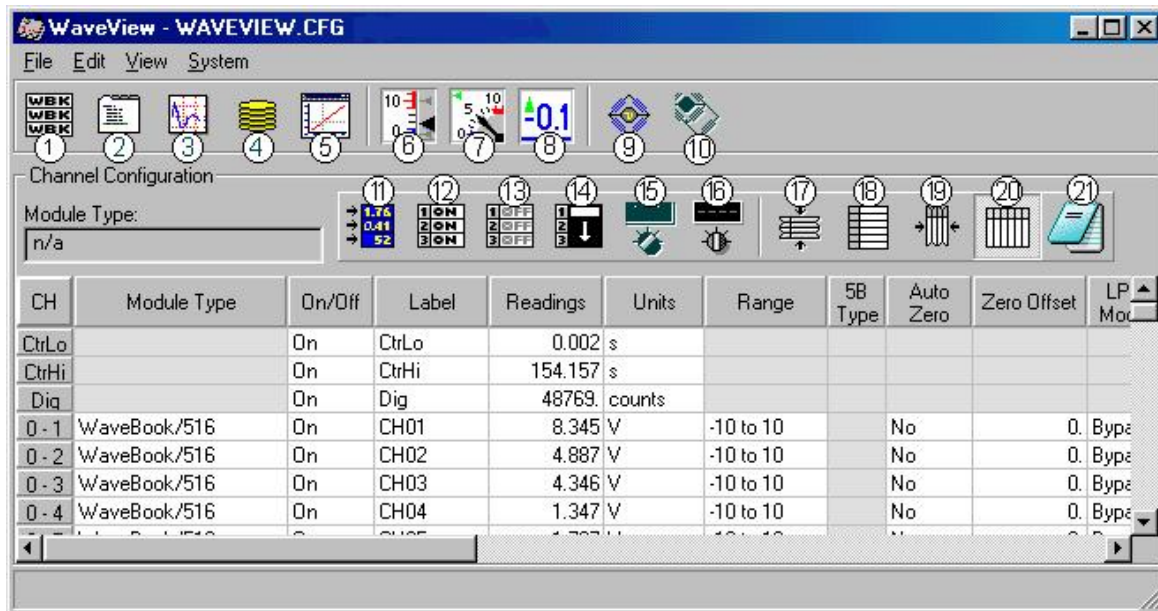 WaveView - WAVEVIEW.CFG
File Edit View System
WBK
WBK
WBK
10
0
5 10
0
-0.1
1 2 3 4 5 6 7 8 9 10
Channel Configuration
11 12 13 14 15 16 17 18 19 20 21
Module Type:
n/a
1.76
0.41
52
1 ON
2 ON
3 ON
1 OFF
2 OFF
3 OFF
1
2
3
CH Module Type On/Off Label Readings Units Range 5B Type Auto Zero Zero Offset LP
CtrLo On CtrLo 0.002 s
CtrHi On CtrHi 154.157 s
Dig On Dig 48769. counts
0 - 1 WaveBook/516 On CH01 8.345 V -10 to 10 No 0. Bypa
0 - 2 WaveBook/516 On CH02 4.887 V -10 to 10 No 0. Bypa
0 - 3 WaveBook/516 On CH03 4.346 V -10 to 10 No 0. Bypa
0 - 4 WaveBook/516 On CH04 1.347 V -10 to 10 No 0. Bypa